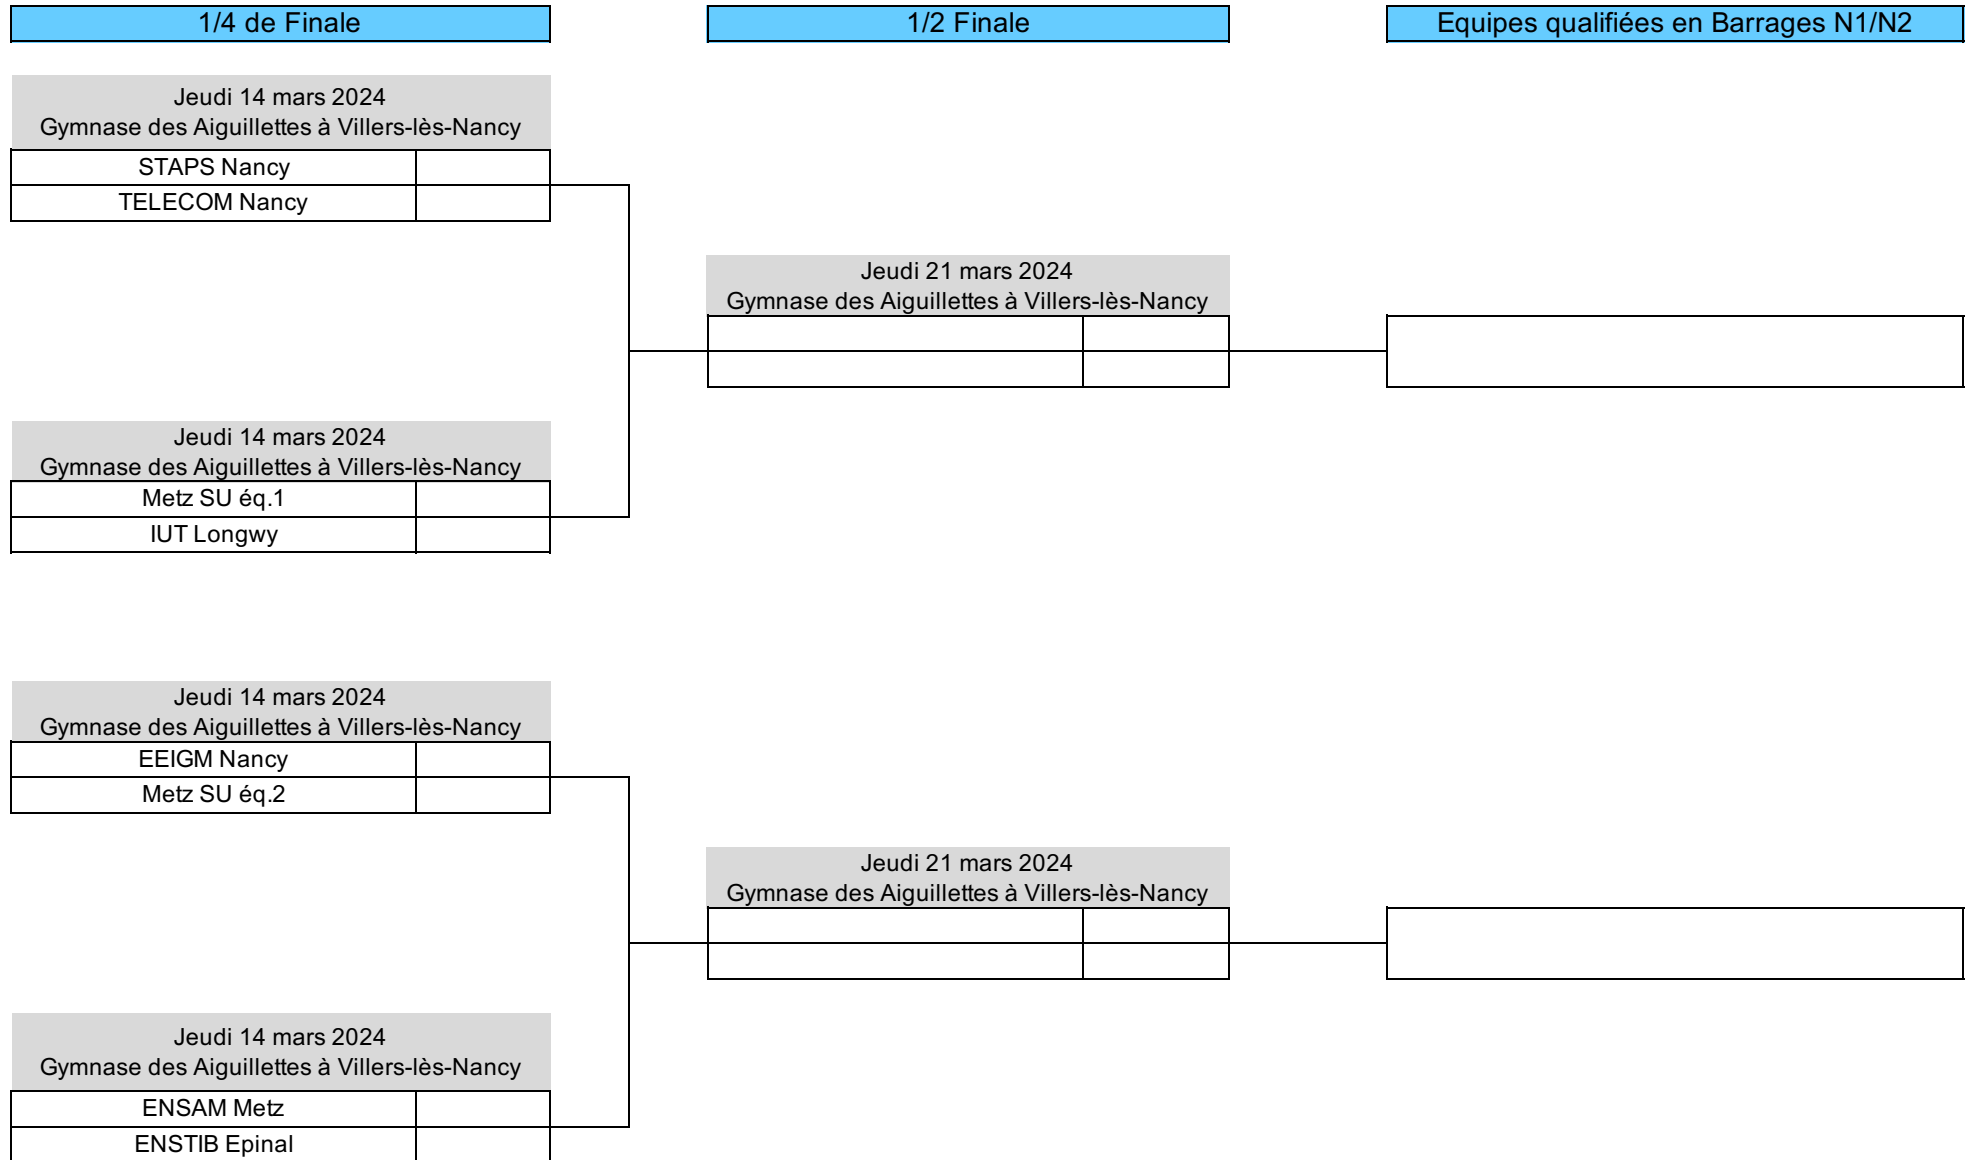 1/4 de Finale
1/2 Finale
Equipes qualifiées en Barrages N1/N2
Jeudi 14 mars 2024
Gymnase des Aiguillettes à Villers-lès-Nancy
STAPS Nancy
TELECOM Nancy
Jeudi 21 mars 2024
Gymnase des Aiguillettes à Villers-lès-Nancy
Jeudi 14 mars 2024
Gymnase des Aiguillettes à Villers-lès-Nancy
Metz SU éq.1
IUT Longwy
Jeudi 14 mars 2024
Gymnase des Aiguillettes à Villers-lès-Nancy
EEIGM Nancy
Metz SU éq.2
Jeudi 21 mars 2024
Gymnase des Aiguillettes à Villers-lès-Nancy
Jeudi 14 mars 2024
Gymnase des Aiguillettes à Villers-lès-Nancy
ENSAM Metz
ENSTIB Epinal